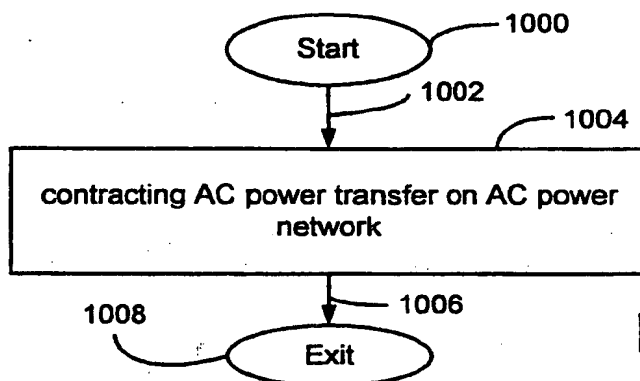 Start
1000
1002
1004
contracting AC power transfer on AC power
network
1006
1008
Exit